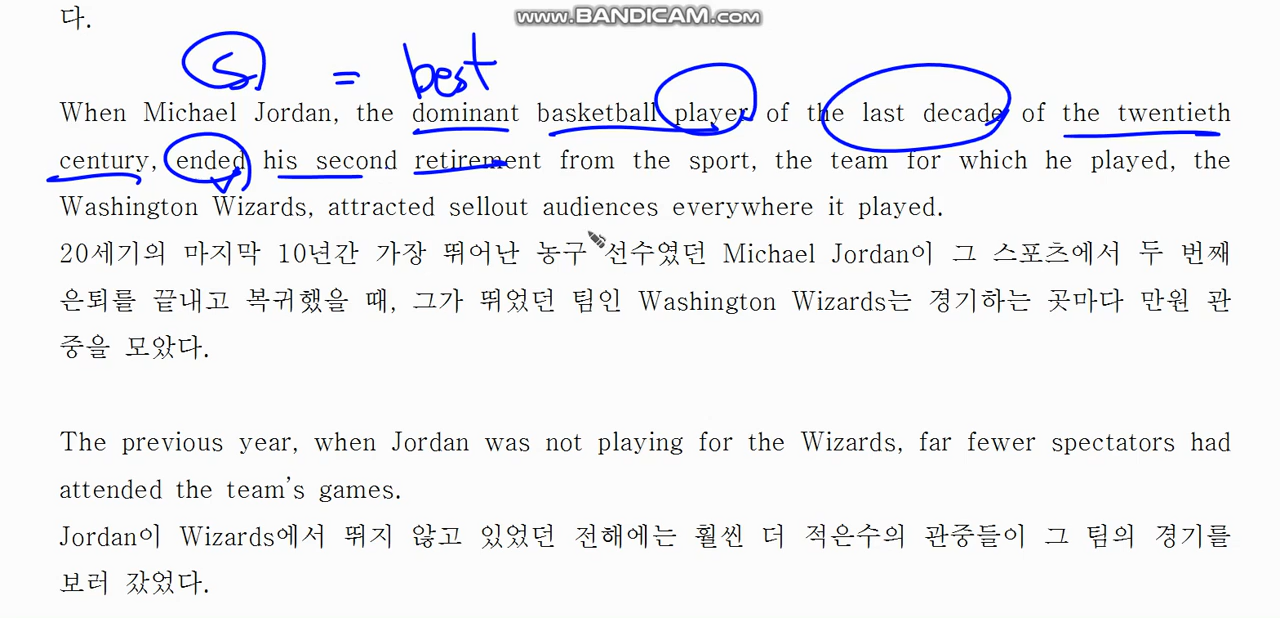 다.
www.BANDICAM.com
= best
When Michael Jordan, the dominant basketball player of the last decade of the twentieth
century, ended his second retirement from the sport, the team for which he played, the
Washington Wizards, attracted sellout audiences everywhere it played.
20세기의 마지막 10년간 가장 뛰어난 농구 선수였던 Michael Jordan이 그 스포츠에서 두 번째
은퇴를 끝내고 복귀했을 때, 그가 뛰었던 팀인 Washington Wizards는 경기하는 곳마다 만원 관
중을 모았다.
The previous year, when Jordan was not playing for the Wizards, far fewer spectators had
attended the team's games.
Jordan이 Wizards에서 뛰지 않고 있었던 전해에는 훨씬 더 적은수의 관중들이 그 팀의 경기를
보러 갔었다.